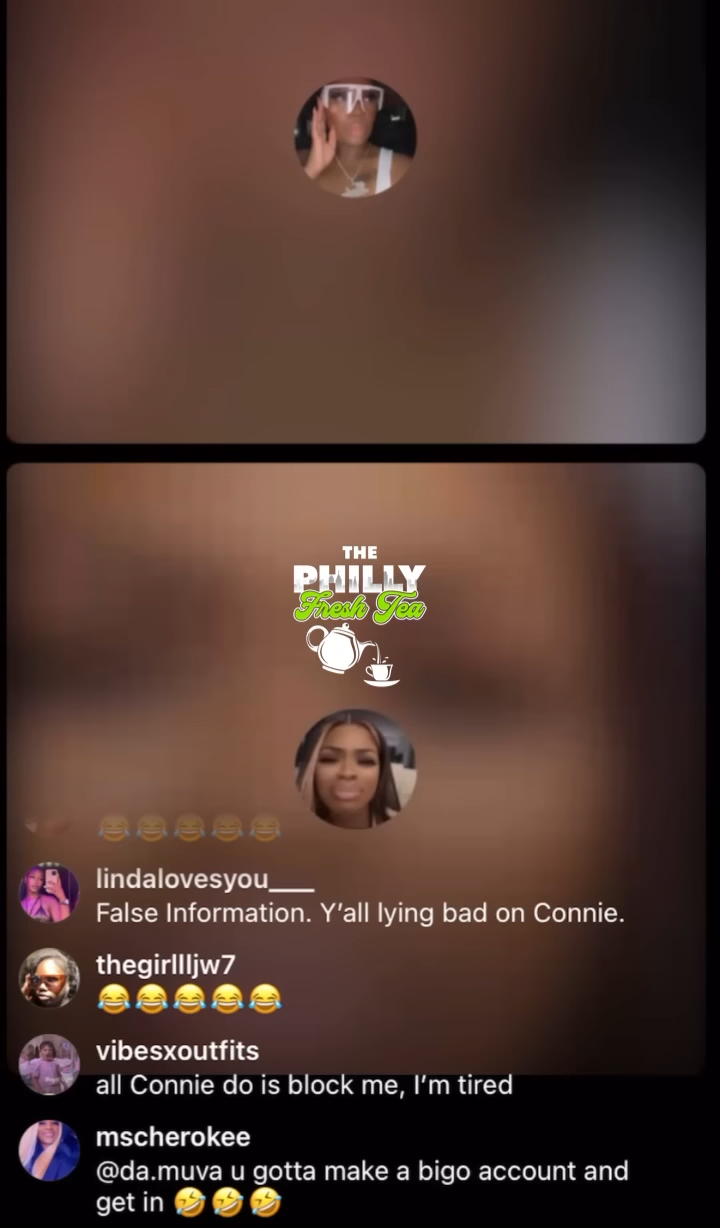 THE
PHILLY
Fresh Tea
😂😂😂😂😂
lindalovesyou___
False Information. Y’all lying bad on Connie.
thegirllljw7
😂😂😂😂😂
vibesxoutfits
all Connie do is block me, I’m tired
mscherokee
@da.muva u gotta make a bigo account and
get in 🤣🤣🤣